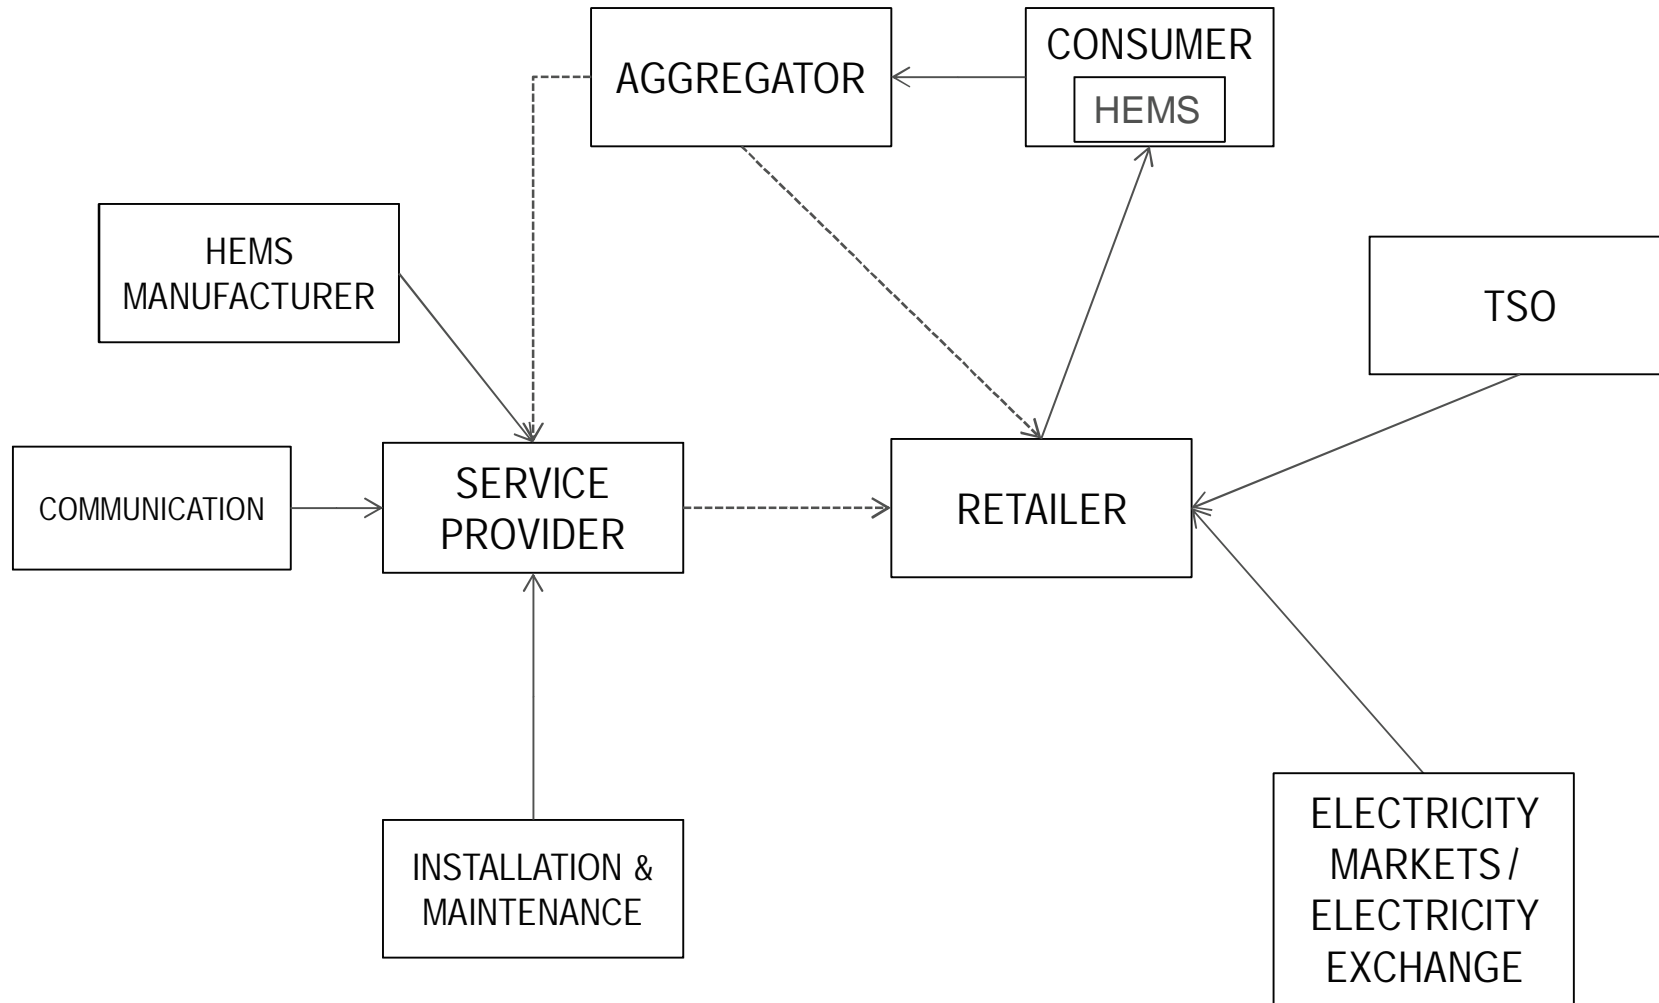 AGGREGATOR
CONSUMER
HEMS
HEMS
MANUFACTURER
TSO
COMMUNICATION
SERVICE
PROVIDER
RETAILER
INSTALLATION &
MAINTENANCE
ELECTRICITY
MARKETS/
ELECTRICITY
EXCHANGE